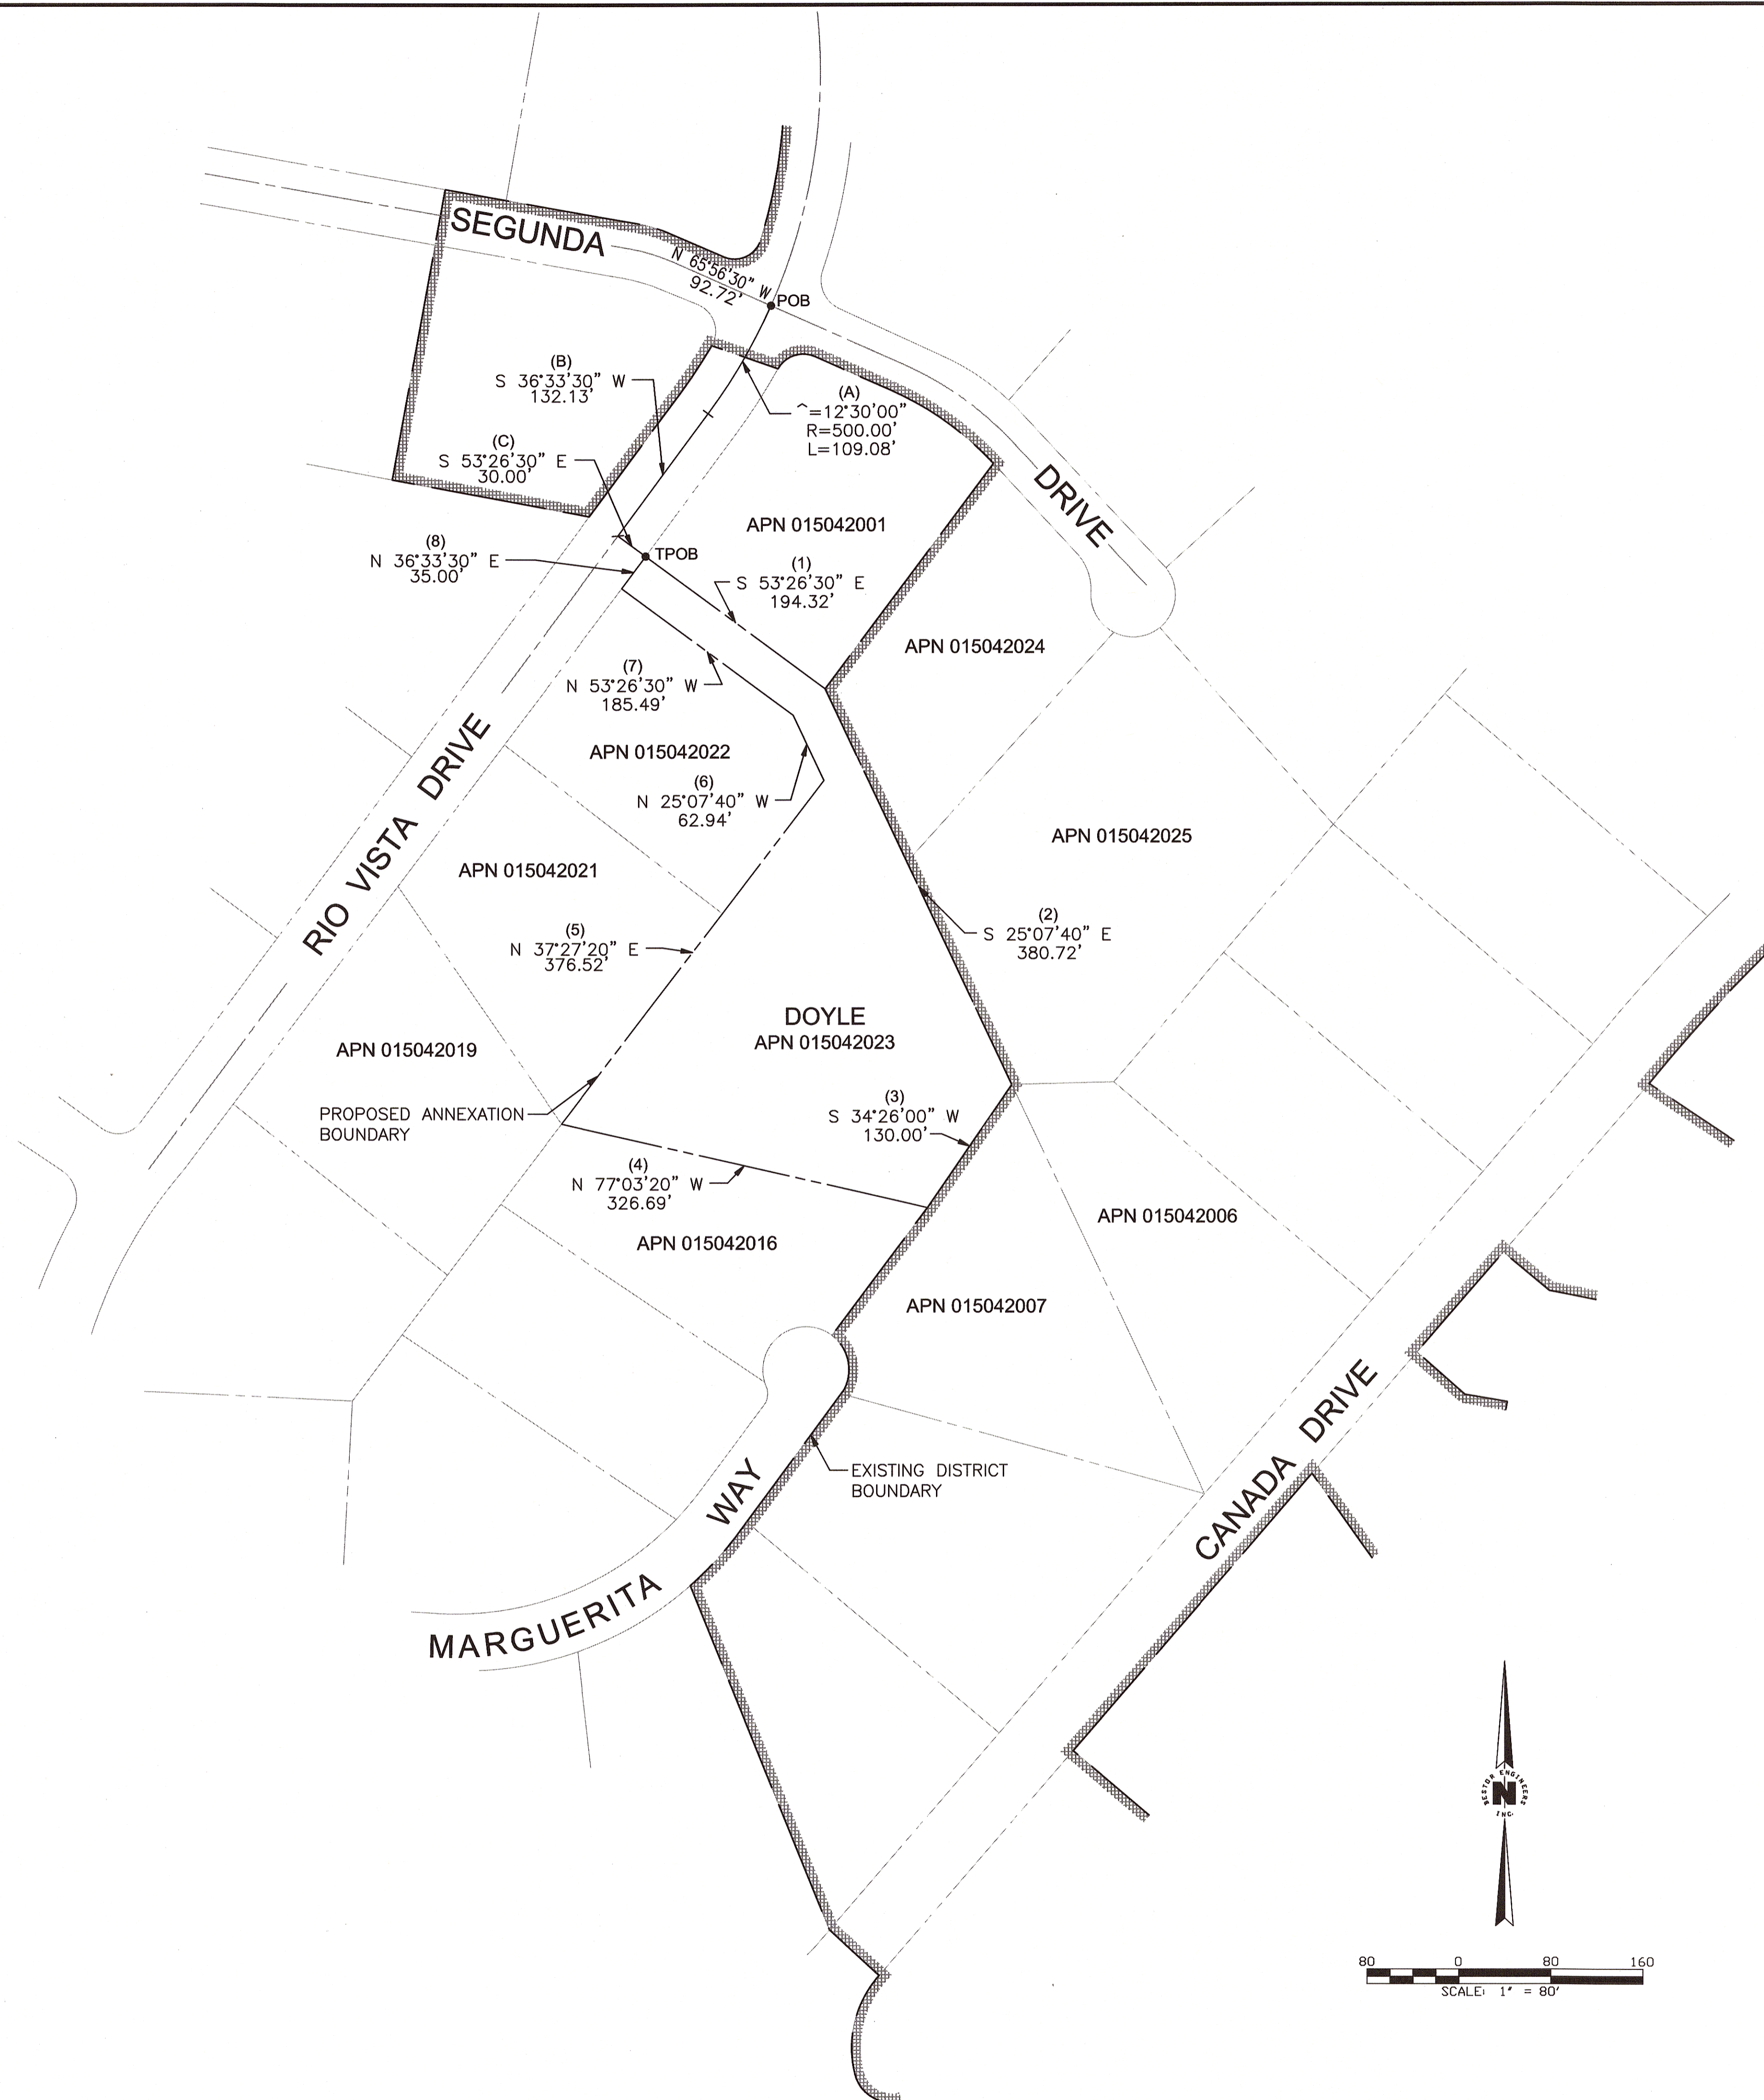 SEGUNDA
N 65°56'30" W
92.72'
POB
(B)
S 36°33'30" W
132.13'
(A)
^=12°30'00"
R=500.00'
L=109.08'
(C)
S 53°26'30" E
30.00'
DRIVE
APN 015042001
(8)
N 36°33'30" E
35.00'
TPOB
(1)
S 53°26'30" E
194.32'
APN 015042024
(7)
N 53°26'30" W
185.49'
APN 015042022
(6)
N 25°07'40" W
62.94'
APN 015042025
RIO VISTA DRIVE
APN 015042021
(5)
N 37°27'20" E
376.52'
(2)
S 25°07'40" E
380.72'
DOYLE
APN 015042023
APN 015042019
PROPOSED ANNEXATION
BOUNDARY
(3)
S 34°26'00" W
130.00'
(4)
N 77°03'20" W
326.69'
APN 015042016
APN 015042006
APN 015042007
EXISTING DISTRICT
BOUNDARY
CANADA DRIVE
MARGUERITA WAY
BESTOR ENGINEERS
N
INC.
80 0 80 160
SCALE: 1" = 80'